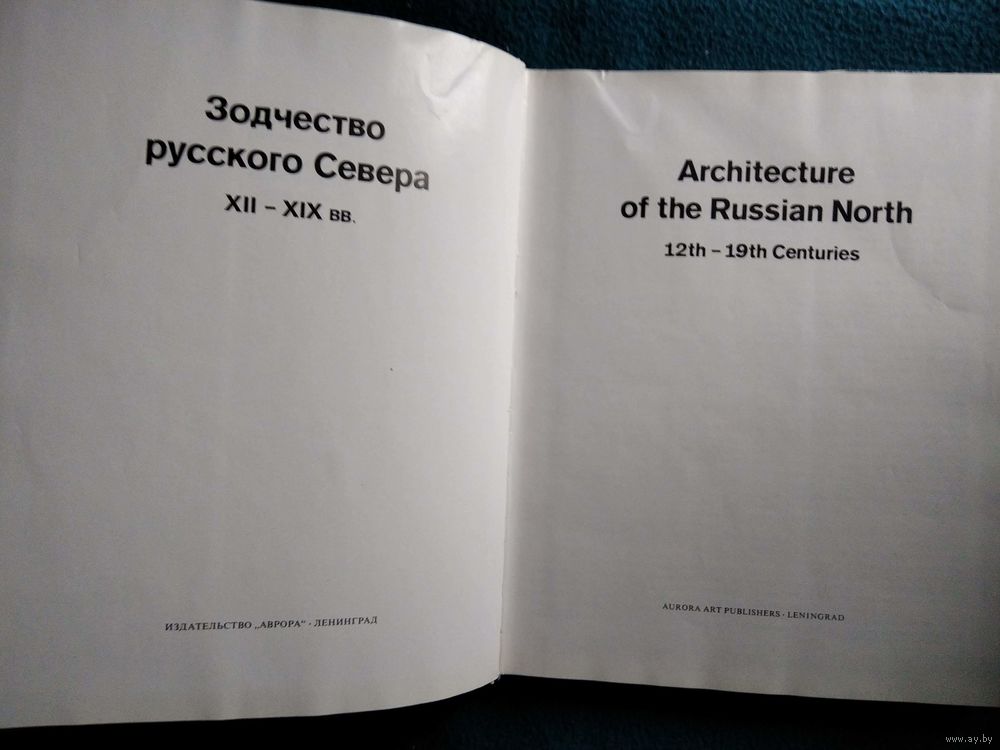 Зодчество
русского Севера
XII – XIX вв.
ИЗДАТЕЛЬСТВО „АВРОРА“ · ЛЕНИНГРАД
Architecture
of the Russian North
12th – 19th Centuries
AURORA ART PUBLISHERS · LENINGRAD
www.ay.by